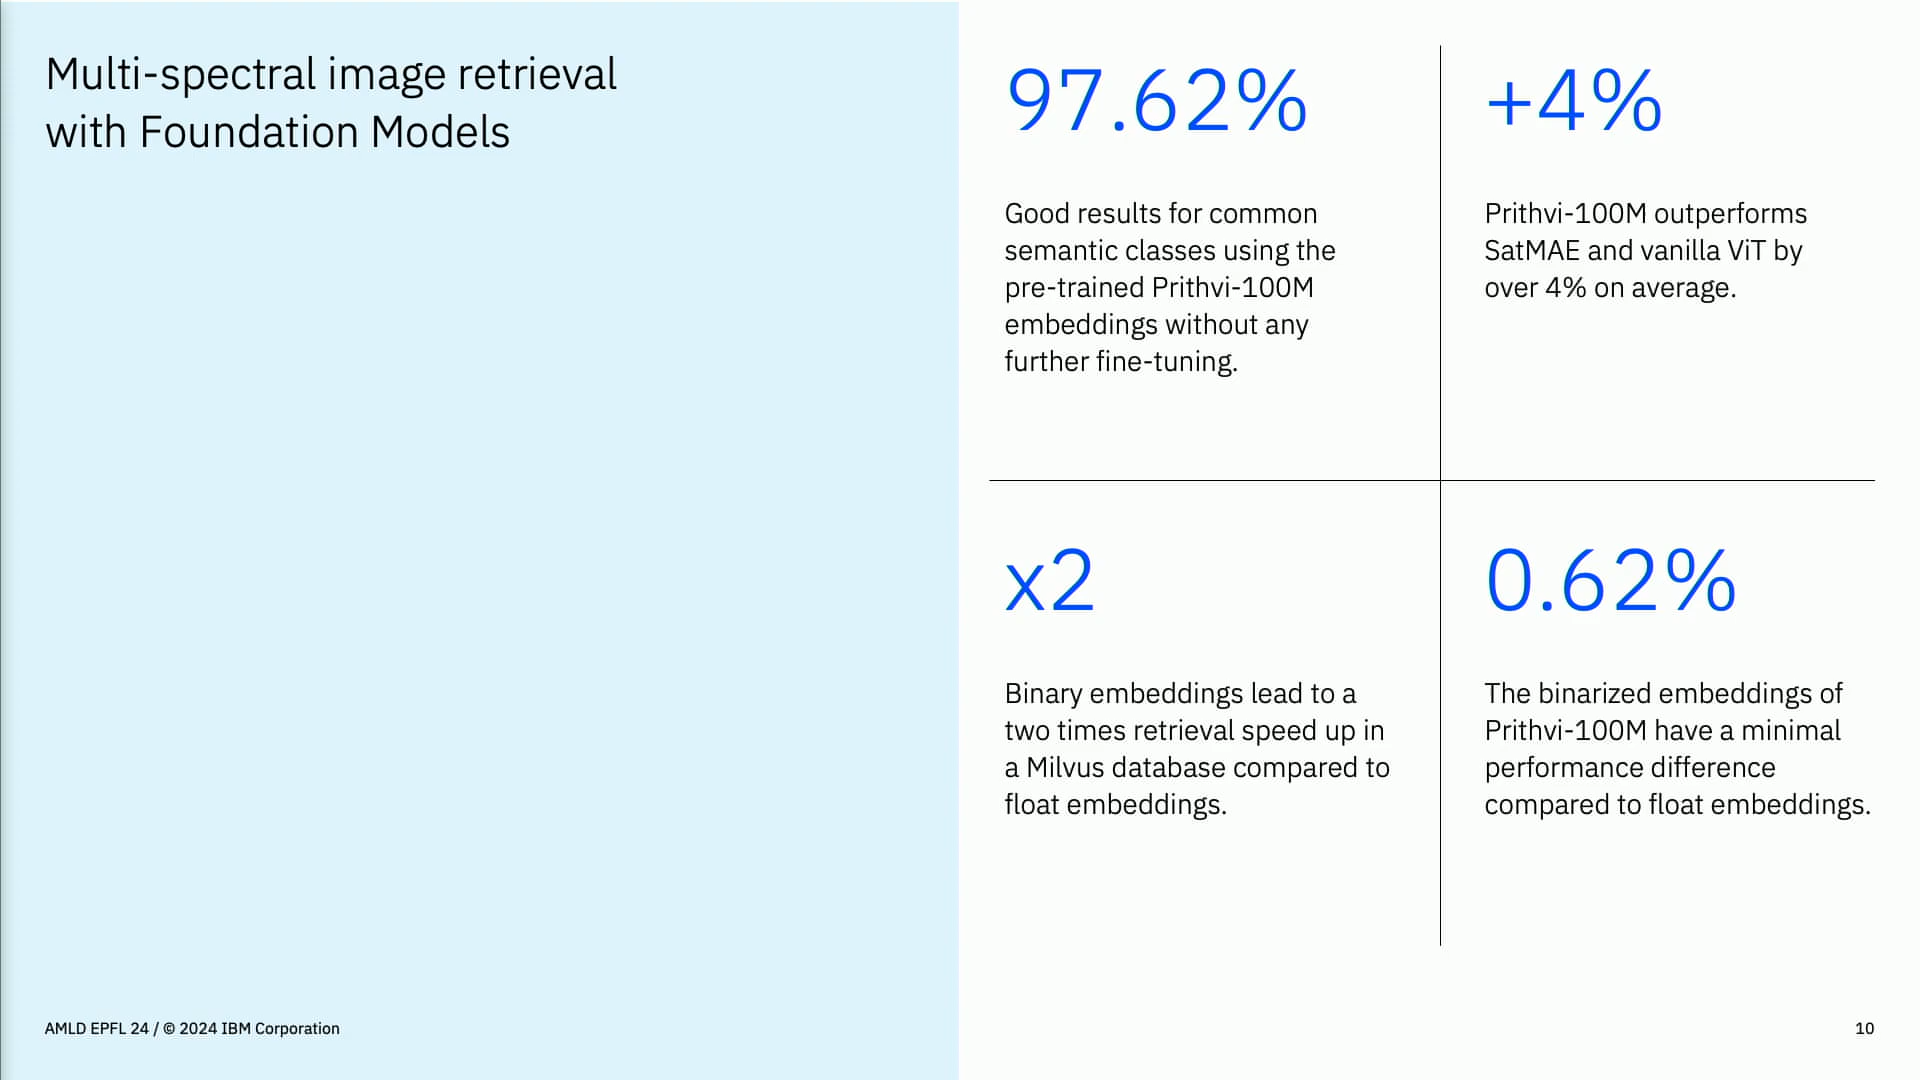 Multi-spectral image retrieval
with Foundation Models
97.62%
Good results for common
semantic classes using the
pre-trained Prithvi-100M
embeddings without any
further fine-tuning.
+4%
Prithvi-100M outperforms
SatMAE and vanilla ViT by
over 4% on average.
x2
Binary embeddings lead to a
two times retrieval speed up in
a Milvus database compared to
float embeddings.
0.62%
The binarized embeddings of
Prithvi-100M have a minimal
performance difference
compared to float embeddings.
AMLD EPFL 24 / © 2024 IBM Corporation
10